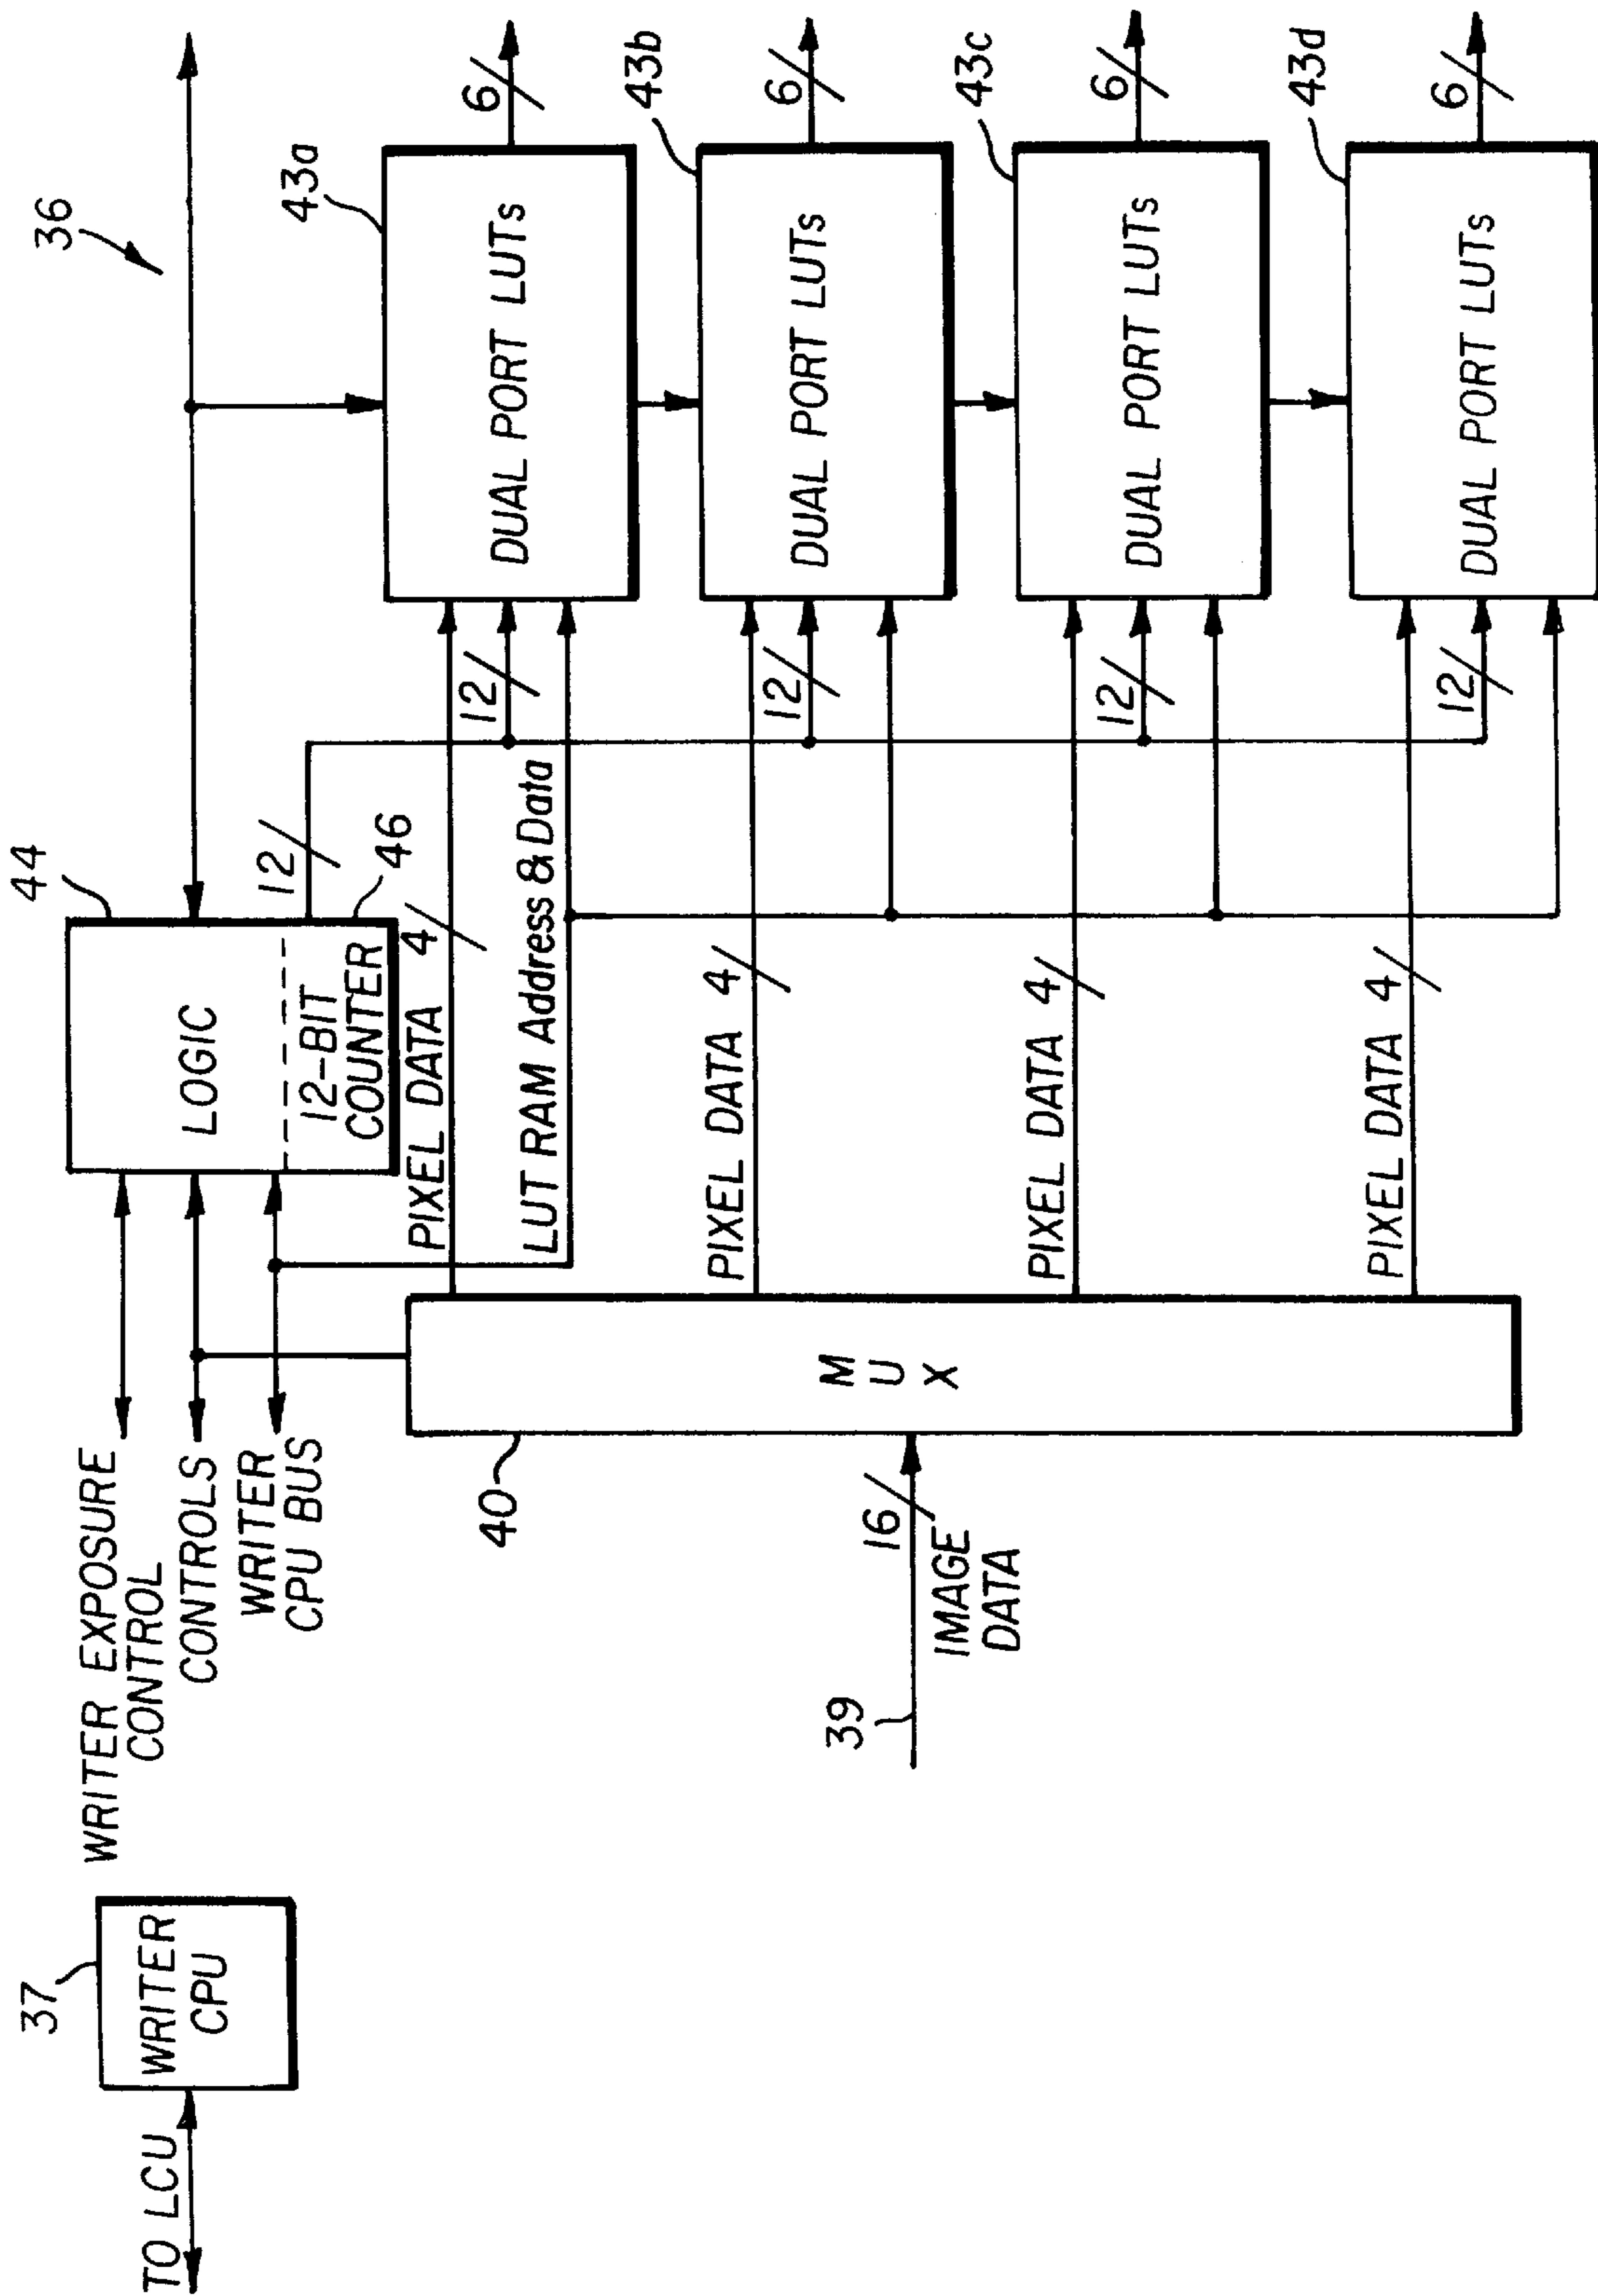 36
TO LCU
37
WRITER
CPU
WRITER EXPOSURE
CONTROL
CONTROLS
WRITER
CPU BUS
44
LOGIC
12-BIT
COUNTER
46
12
43a
DUAL PORT LUTs
6
PIXEL DATA 4
12
LUT RAM Address & Data
43b
DUAL PORT LUTs
6
PIXEL DATA 4
12
43c
DUAL PORT LUTs
6
PIXEL DATA 4
12
43d
DUAL PORT LUTs
6
PIXEL DATA 4
12
40
M
U
X
39
16
IMAGE
DATA